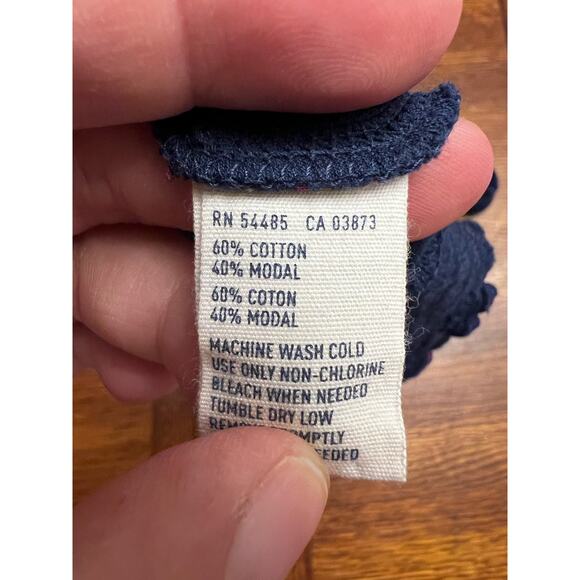 RN 54485 CA 03873
60% COTTON
40% MODAL
60% COTON
40% MODAL
MACHINE WASH COLD
USE ONLY NON-CHLORINE
BLEACH WHEN NEEDED
TUMBLE DRY LOW